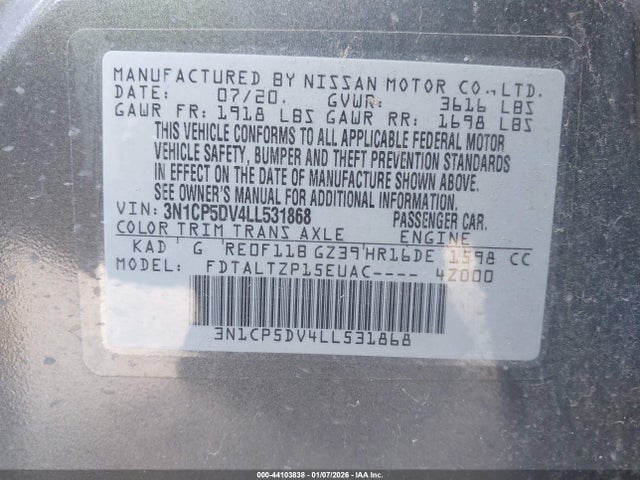 MANUFACTURED BY NISSAN MOTOR CO.,LTD.
DATE: 07/20. GVWR: 3616 LBS
GAWR FR: 1918 LBS GAWR RR: 1698 LBS
THIS VEHICLE CONFORMS TO ALL APPLICABLE FEDERAL MOTOR
VEHICLE SAFETY, BUMPER AND THEFT PREVENTION STANDARDS
IN EFFECT ON THE DATE OF MANUFACTURE SHOWN ABOVE.
SEE OWNER'S MANUAL FOR ADDITIONAL INFORMATION.
VIN: 3N1CP5DV4LL531868 PASSENGER CAR.
COLOR TRIM TRANS AXLE ENGINE
KAD G RE0F11B GZ39 HR16DE 1598 CC
MODEL: FDTALTZP15EUAC---- 4Z000
3N1CP5DV4LL531868
000-44103838 - 01/07/2026 - IAA Inc.